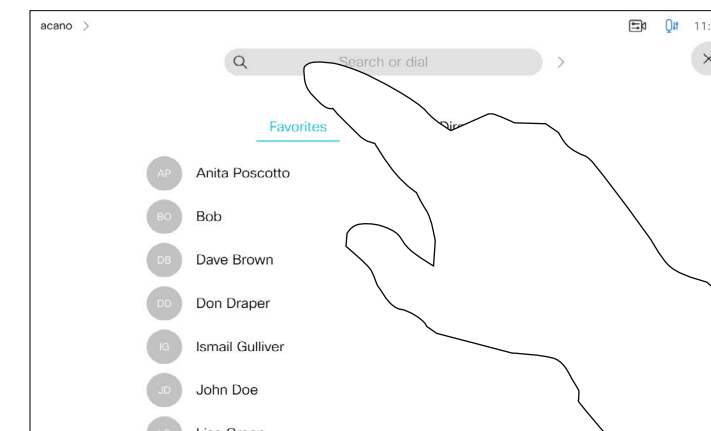 acano >
11:
Search or dial >
Favorites
AP Anita Poscotto
BO Bob
DB Dave Brown
DD Don Draper
IG Ismail Gulliver
JD John Doe